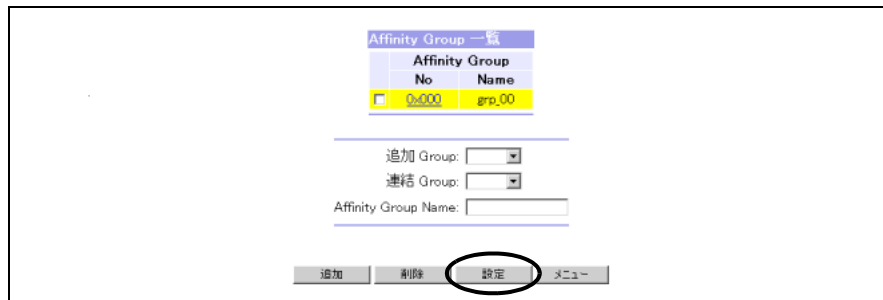 Affinity Group 一覧
Affinity Group
No Name
0x000 grp_00
追加 Group:
連結 Group:
Affinity Group Name:
追加 削除 設定 メニュー